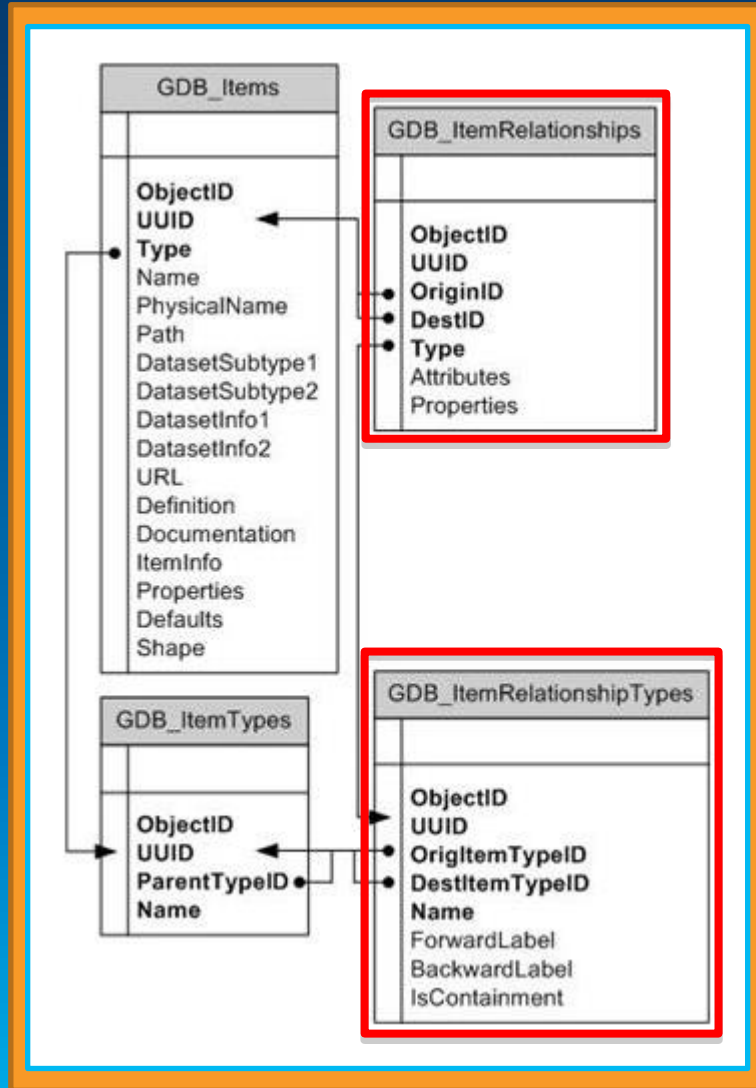 GDB_Items
ObjectID
UUID
Type
Name
PhysicalName
Path
DatasetSubtype1
DatasetSubtype2
DatasetInfo1
DatasetInfo2
URL
Definition
Documentation
ItemInfo
Properties
Defaults
Shape
GDB_ItemRelationships
ObjectID
UUID
OriginID
DestID
Type
Attributes
Properties
GDB_ItemTypes
ObjectID
UUID
ParentTypeID
Name
GDB_ItemRelationshipTypes
ObjectID
UUID
OrigItemTypeID
DestItemTypeID
Name
ForwardLabel
BackwardLabel
IsContainment